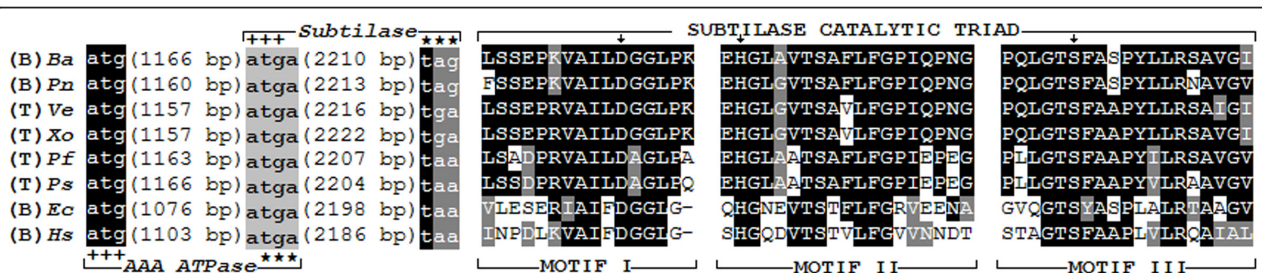 Subtilase SUBTILASE CATALYTIC TRIAD
+++ ★★★
(B) Ba atg (1166 bp) atga (2210 bp) tag LSSEPKVAILDGGLPK EHGLAVTSAFLFGPIQPNG PQLGTSFASPYLLRSAVGI
(B) Pn atg (1160 bp) atga (2213 bp) tag FSSEPKVAILDGGLPK EHGLGVTSAFLFGPIQPNG PQLGTSFASPYLLRNAVGV
(T) Ve atg (1157 bp) atga (2216 bp) tga LSSEPRVAILDGGLPK EHGLGVTSAVLFGPIQPNG PQLGTSFAAPYLLRSAIGI
(T) Xo atg (1157 bp) atga (2222 bp) tga LSSEPRVAILDGGLPK EHGLGVTSAVLFGPIQPNG PQLGTSFAAPYLLRSAVGI
(T) Pf atg (1163 bp) atga (2207 bp) taa LSADPRVAILDAGLPA EHGLAATSAFLFGPIEPEG PLLGTSFAAPYILRSAVGV
(T) Ps atg (1166 bp) atga (2204 bp) taa LSSDPRVAILDAGLPQ EHGLAATSAFLFGPIEPEG PLLGTSFAAPYVLRAAVGV
(B) Ec atg (1076 bp) atga (2198 bp) taa VLESERIAIFDGGLG- QHGNEVTSTFLFGRVEENA GVQGTSYASPLALRTAAGV
(B) Hs atg (1103 bp) atga (2186 bp) taa INPDLKVAIFDGGLG- SHGQDVTSTVLFGVVNNDT STAGTSFAAPLVLRQAIAL
+++ ★★★
AAA ATPase MOTIF I MOTIF II MOTIF III